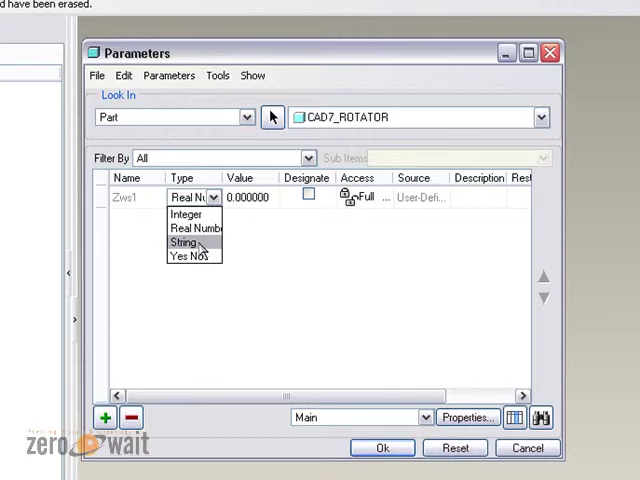 d have been erased.
Parameters
File Edit Parameters Tools Show
Look In
Part CAD7_ROTATOR
Filter By All Sub Items
Name Type Value Designate Access Source Description Rest
Zws1 Real Nu 0.000000 Full ... User-Defi...
Integer
Real Numbe
String
Yes No
Main Properties...
zero wait
Ok Reset Cancel